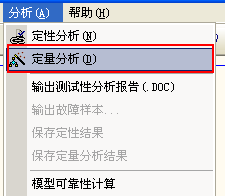 分析(A) 帮助(H)
定性分析(N)
定量分析(D)
输出测试性分析报告(.DOC)
输出故障样本...
保存定性结果
保存定量分析结果
模型可靠性计算